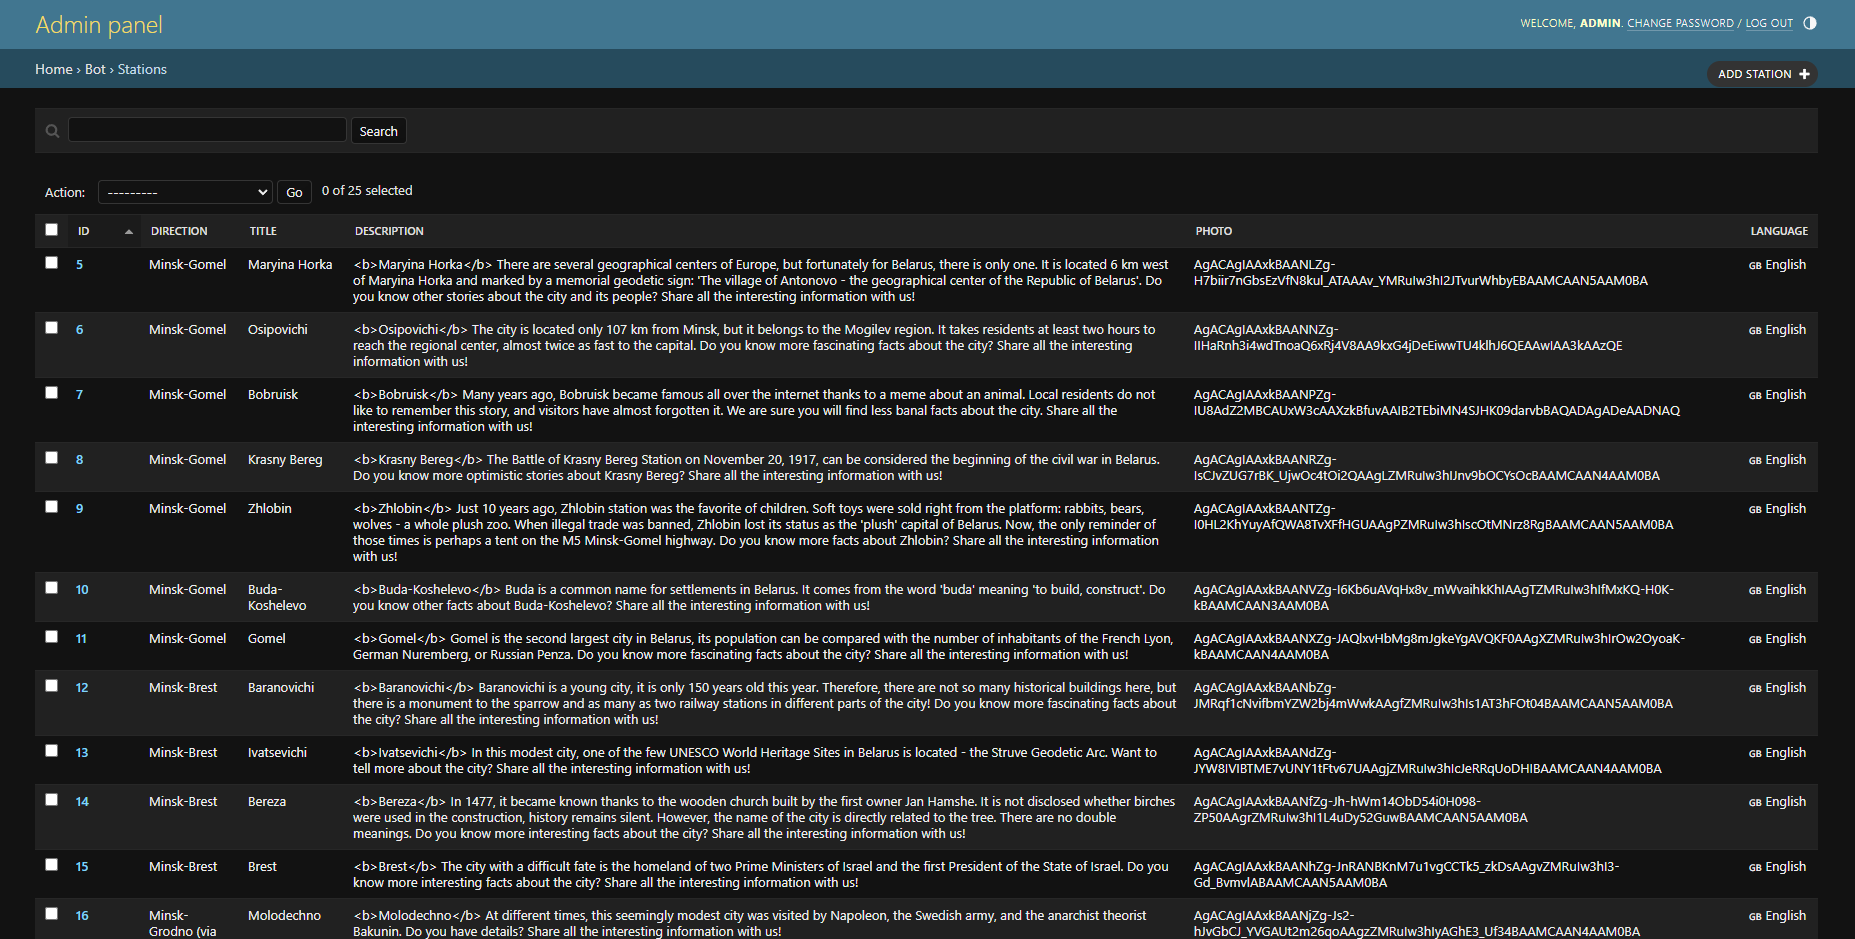 Admin panel
WELCOME, ADMIN. CHANGE PASSWORD / LOG OUT
Home › Bot › Stations
ADD STATION
Search
Action: --------- Go 0 of 25 selected
ID DIRECTION TITLE DESCRIPTION PHOTO LANGUAGE
5 Minsk-Gomel Maryina Horka <b>Maryina Horka</b> There are several geographical centers of Europe, but fortunately for Belarus, there is only one. It is located 6 km west AgACAgIAAxkBAANLZg- GB English
of Maryina Horka and marked by a memorial geodetic sign: 'The village of Antonovo - the geographical center of the Republic of Belarus'. Do
you know other stories about the city and its people? Share all the interesting information with us!
6 Minsk-Gomel Osipovichi <b>Osipovichi</b> The city is located only 107 km from Minsk, but it belongs to the Mogilev region. It takes residents at least two hours to AgACAgIAAxkBAANNZg- GB English
reach the regional center, almost twice as fast to the capital. Do you know more fascinating facts about the city? Share all the interesting
information with us!
7 Minsk-Gomel Bobruisk <b>Bobruisk</b> Many years ago, Bobruisk became famous all over the internet thanks to a meme about an animal. Local residents do not AgACAgIAAxkBAANPZg- GB English
like to remember this story, and visitors have almost forgotten it. We are sure you will find less banal facts about the city. Share all the
interesting information with us!
8 Minsk-Gomel Krasny Bereg <b>Krasny Bereg</b> The Battle of Krasny Bereg Station on November 20, 1917, can be considered the beginning of the civil war in Belarus. AgACAgIAAxkBAANRZg- GB English
Do you know more optimistic stories about Krasny Bereg? Share all the interesting information with us!
9 Minsk-Gomel Zhlobin <b>Zhlobin</b> Just 10 years ago, Zhlobin station was the favorite of children. Soft toys were sold right from the platform: rabbits, bears, AgACAgIAAxkBAANTZg- GB English
wolves - a whole plush zoo. When illegal trade was banned, Zhlobin lost its status as the 'plush' capital of Belarus. Now, the only reminder of
those times is perhaps a tent on the M5 Minsk-Gomel highway. Do you know more facts about Zhlobin? Share all the interesting information
with us!
10 Minsk-Gomel Buda- <b>Buda-Koshelevo</b> Buda is a common name for settlements in Belarus. It comes from the word 'buda' meaning 'to build, construct'. Do GB English
Koshelevo you know other facts about Buda-Koshelevo? Share all the interesting information with us! kBAAMCAAN3AAM0BA
11 Minsk-Gomel Gomel <b>Gomel</b> Gomel is the second largest city in Belarus, its population can be compared with the number of inhabitants of the French Lyon, GB English
German Nuremberg, or Russian Penza. Do you know more fascinating facts about the city? Share all the interesting information with us! kBAAMCAAN4AAM0BA
12 Minsk-Brest Baranovichi <b>Baranovichi</b> Baranovichi is a young city, it is only 150 years old this year. Therefore, there are not so many historical buildings here, but AgACAgIAAxkBAANbZg- GB English
there is a monument to the sparrow and as many as two railway stations in different parts of the city! Do you know more fascinating facts about
the city? Share all the interesting information with us!
13 Minsk-Brest Ivatsevichi <b>Ivatsevichi</b> In this modest city, one of the few UNESCO World Heritage Sites in Belarus is located - the Struve Geodetic Arc. Want to AgACAgIAAxkBAANdZg- GB English
tell more about the city? Share all the interesting information with us!
14 Minsk-Brest Bereza <b>Bereza</b> In 1477, it became known thanks to the wooden church built by the first owner Jan Hamshe. It is not disclosed whether birches AgACAgIAAxkBAANfZg-Jh-hWm14ObD54i0H098- GB English
were used in the construction, history remains silent. However, the name of the city is directly related to the tree. There are no double
meanings. Do you know more interesting facts about the city? Share all the interesting information with us!
15 Minsk-Brest Brest <b>Brest</b> The city with a difficult fate is the homeland of two Prime Ministers of Israel and the first President of the State of Israel. Do you GB English
know more interesting facts about the city? Share all the interesting information with us! Gd_BvmvlABAAMCAAN5AAM0BA
16 Minsk- Molodechno <b>Molodechno</b> At different times, this seemingly modest city was visited by Napoleon, the Swedish army, and the anarchist theorist AgACAgIAAxkBAANjZg-Js2- GB English
Grodno (via Bakunin. Do you have details? Share all the interesting information with us!